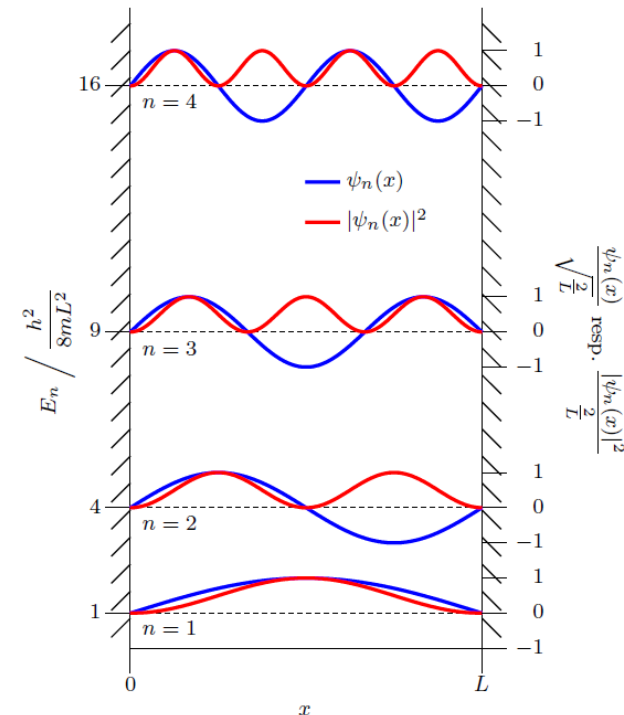 16
n = 4
1
0
−1
ψₙ(x)
|ψₙ(x)|²
9
n = 3
1
0
−1
4
n = 2
1
0
−1
1
n = 1
1
0
−1
Eₙ / h²/8mL²
ψₙ(x)/√(2/L) resp. |ψₙ(x)|²/(2/L)
0
L
x